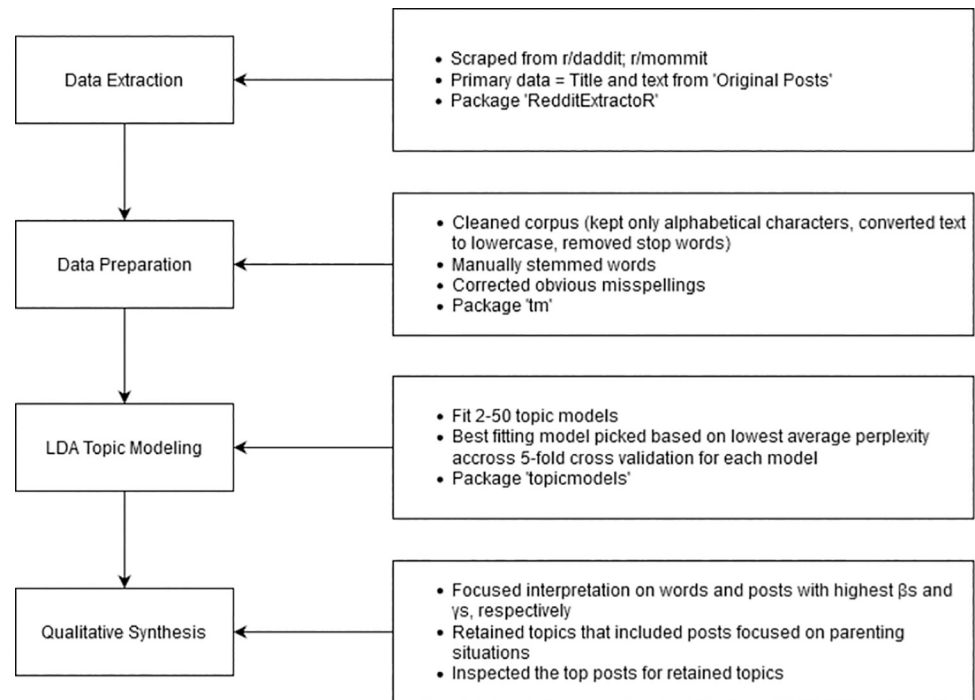 Data Extraction
• Scraped from r/daddit; r/mommit
• Primary data = Title and text from 'Original Posts'
• Package 'RedditExtractoR'
Data Preparation
• Cleaned corpus (kept only alphabetical characters, converted text
to lowercase, removed stop words)
• Manually stemmed words
• Corrected obvious misspellings
• Package 'tm'
LDA Topic Modeling
• Fit 2-50 topic models
• Best fitting model picked based on lowest average perplexity
accross 5-fold cross validation for each model
• Package 'topicmodels'
Qualitative Synthesis
• Focused interpretation on words and posts with highest βs and
γs, respectively
• Retained topics that included posts focused on parenting
situations
• Inspected the top posts for retained topics